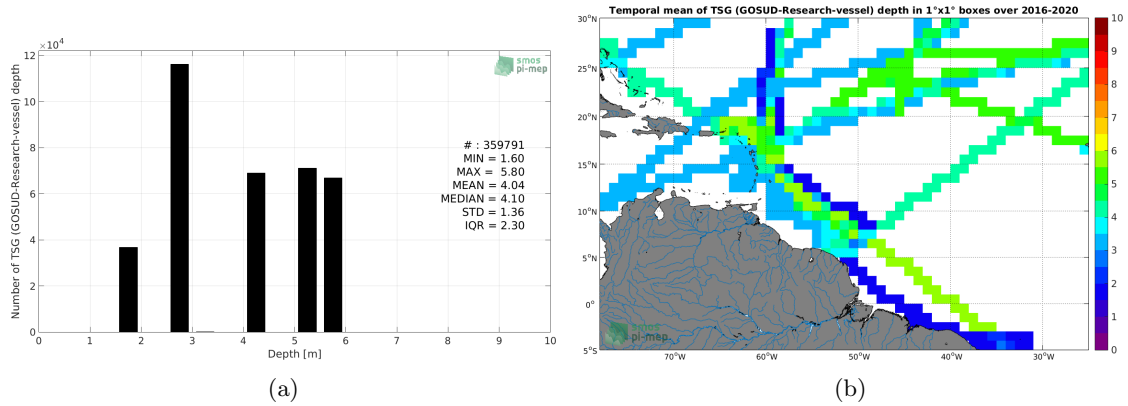 Temporal mean of TSG (GOSUD-Research-vessel) depth in 1°x1° boxes over 2016-2020
×10⁴
12
10
8
6
4
2
0
Number of TSG (GOSUD-Research-vessel) depth
0 1 2 3 4 5 6 7 8 9 10
Depth [m]
smos
pi-mep
# : 359791
MIN = 1.60
MAX = 5.80
MEAN = 4.04
MEDIAN = 4.10
STD = 1.36
IQR = 2.30
(a)
30°N
25°N
20°N
15°N
10°N
5°N
0°
5°S
70°W 60°W 50°W 40°W 30°W
smos
pi-mep
10
9
8
7
6
5
4
3
2
1
0
(b)